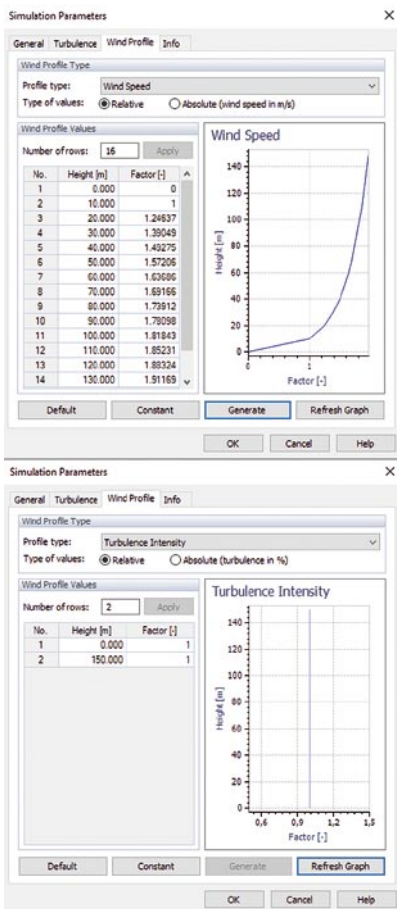 Simulation Parameters
General Turbulence Wind Profile Info
Wind Profile Type
Profile type: Wind Speed
Type of values: Relative Absolute (wind speed in m/s)
Wind Profile Values
Number of rows: 16 Apply
No. Height [m] Factor [-]
1 0.000 0
2 10.000 1
3 20.000 1.24637
4 30.000 1.39049
5 40.000 1.49275
6 50.000 1.57206
7 60.000 1.63686
8 70.000 1.69166
9 80.000 1.73912
10 90.000 1.78098
11 100.000 1.81843
12 110.000 1.85231
13 120.000 1.88324
14 130.000 1.91169
Wind Speed
140
120
100
80
60
40
20
0
Height [m]
0 1
Factor [-]
Default Constant Generate Refresh Graph
OK Cancel Help
Simulation Parameters
General Turbulence Wind Profile Info
Wind Profile Type
Profile type: Turbulence Intensity
Type of values: Relative Absolute (turbulence in %)
Wind Profile Values
Number of rows: 2 Apply
No. Height [m] Factor [-]
1 0.000 1
2 150.000 1
Turbulence Intensity
140
120
100
80
60
40
20
0
Height [m]
0,6 0,9 1,2 1,5
Factor [-]
Default Constant Generate Refresh Graph
OK Cancel Help